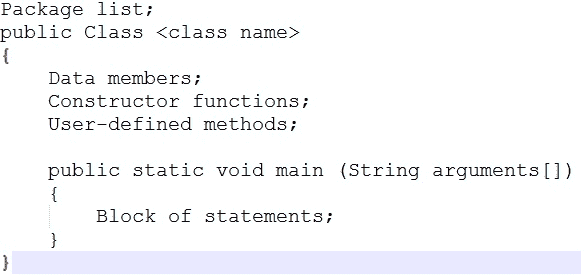 Package list;
public Class <class name>
{
Data members;
Constructor functions;
User-defined methods;
public static void main (String arguments[])
{
Block of statements;
}
}